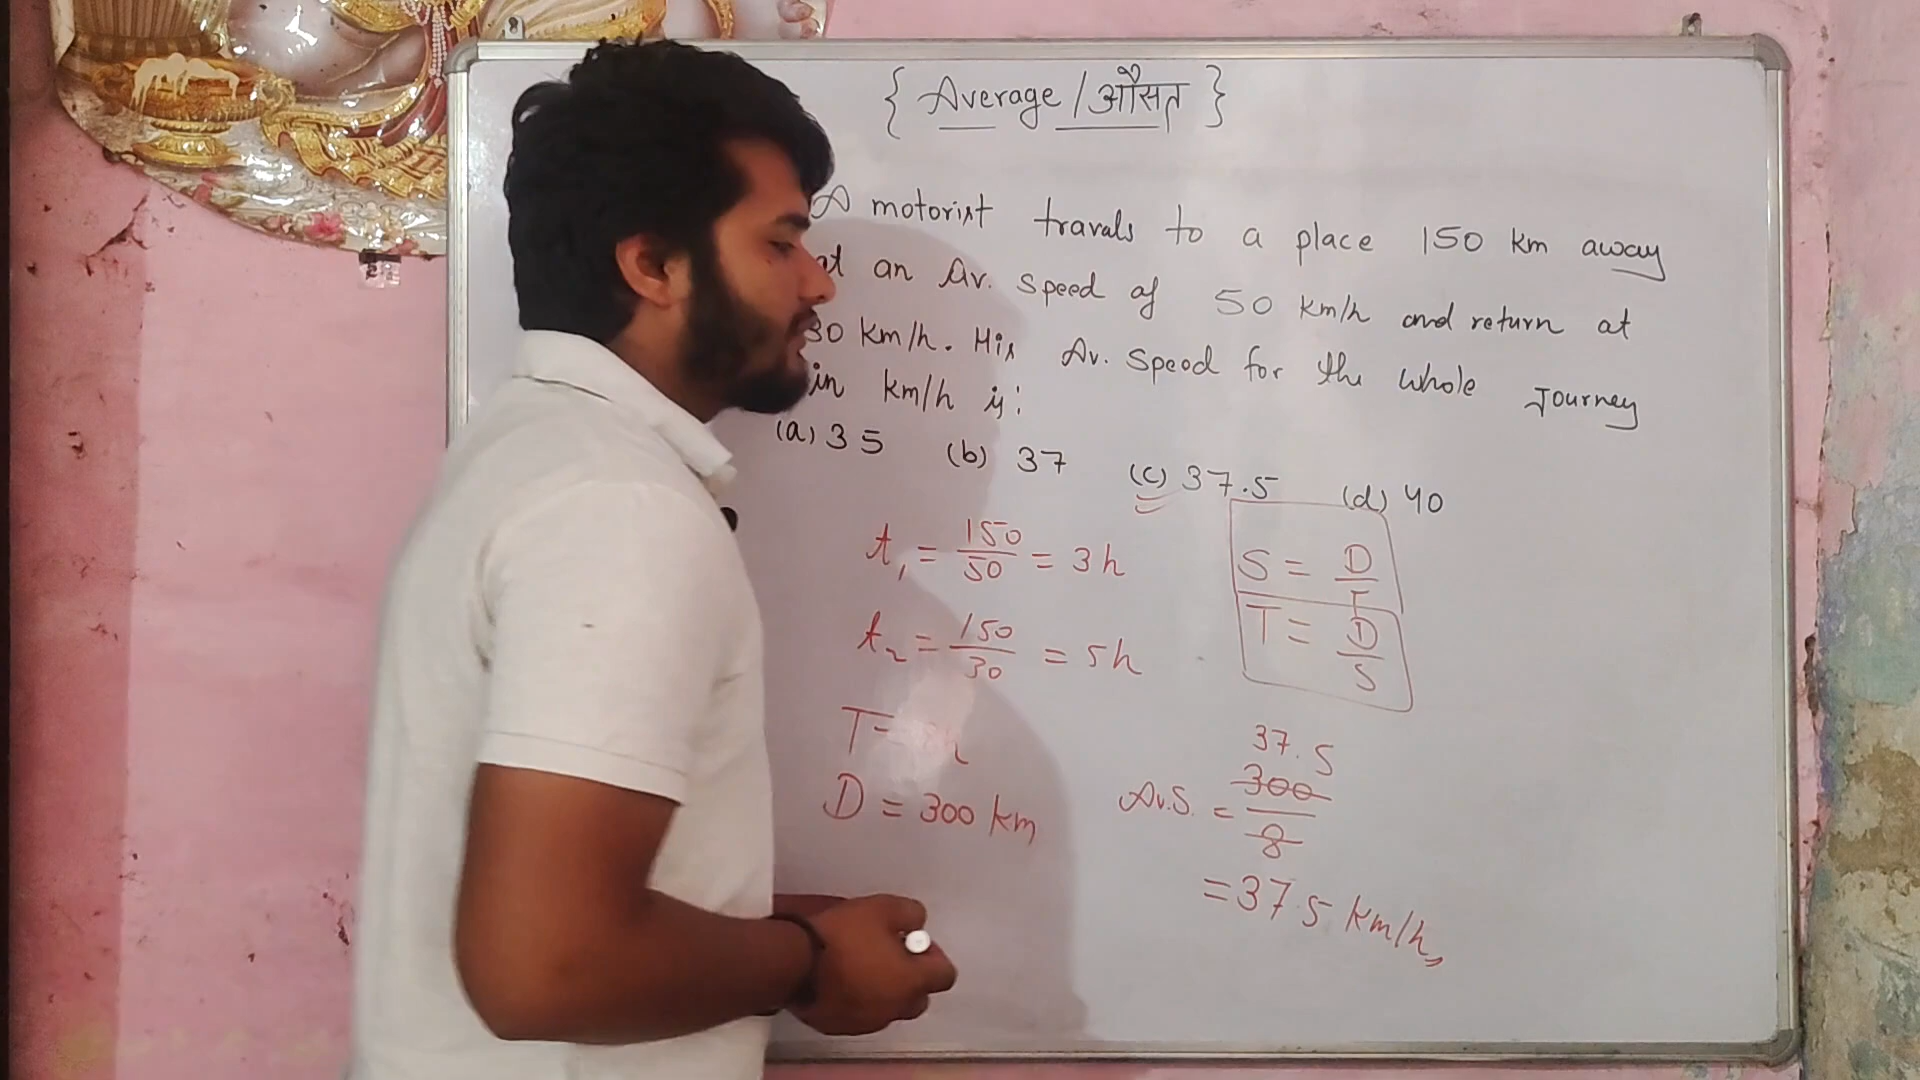 { Average / औसत }
A motorist travals to a place 150 km away
at an Av. speed of 50 km/h and return at
30 km/h. His Av. speed for the whole Journey
in km/h is:
(a) 35 (b) 37 (c) 37.5 (d) 40
t₁ = 150/50 = 3h
t₂ = 150/30 = 5h
T =
D = 300 km
S = D/T
T = D/S
37.5
Av.S. = 300/8
= 37.5 km/h,